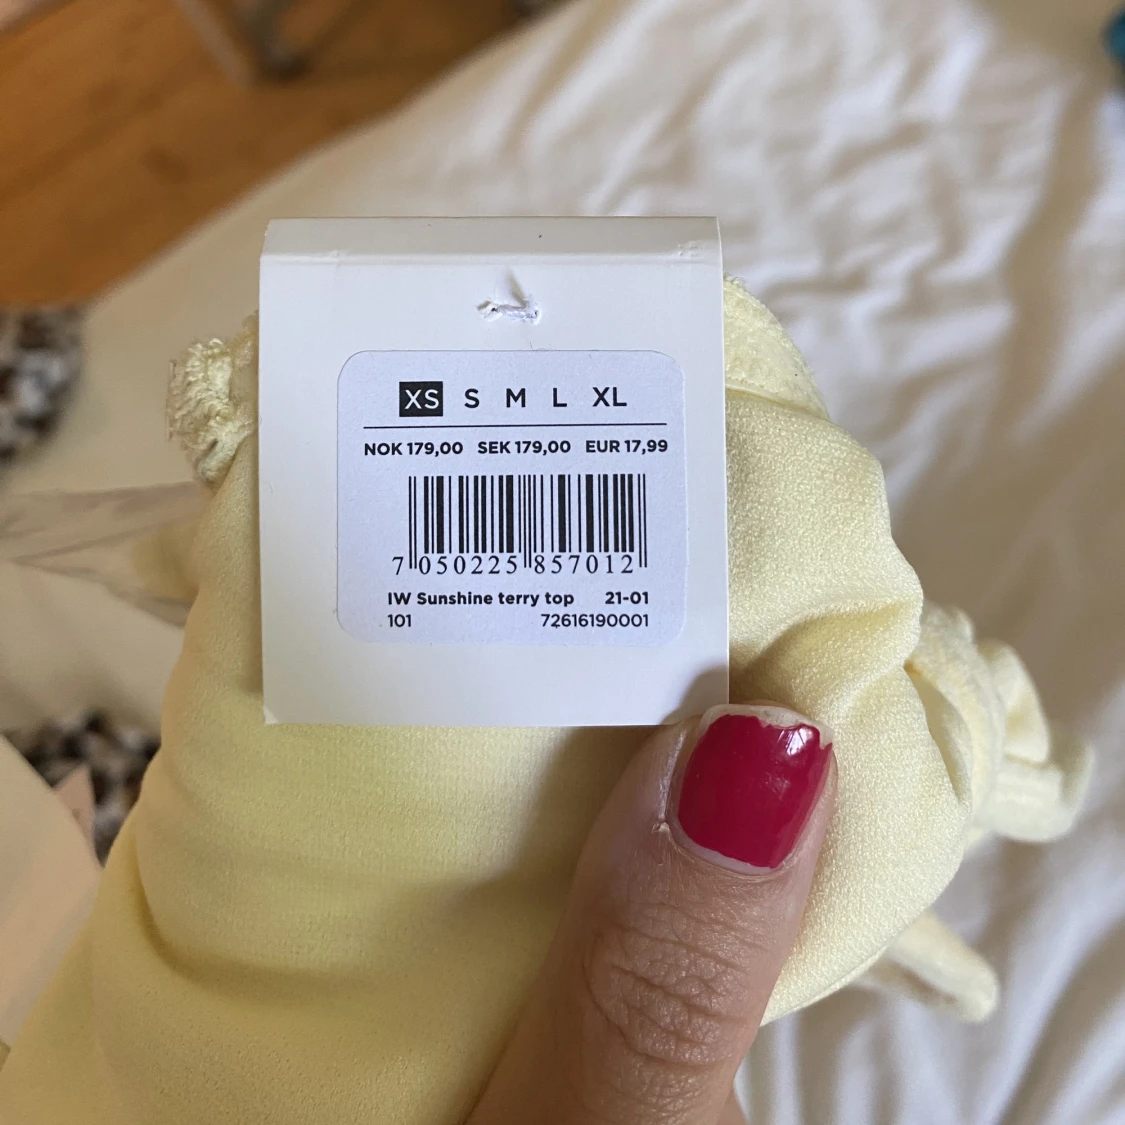 XS S M L XL
NOK 179,00 SEK 179,00 EUR 17,99
7 050225 857012
IW Sunshine terry top 21-01
101 72616190001